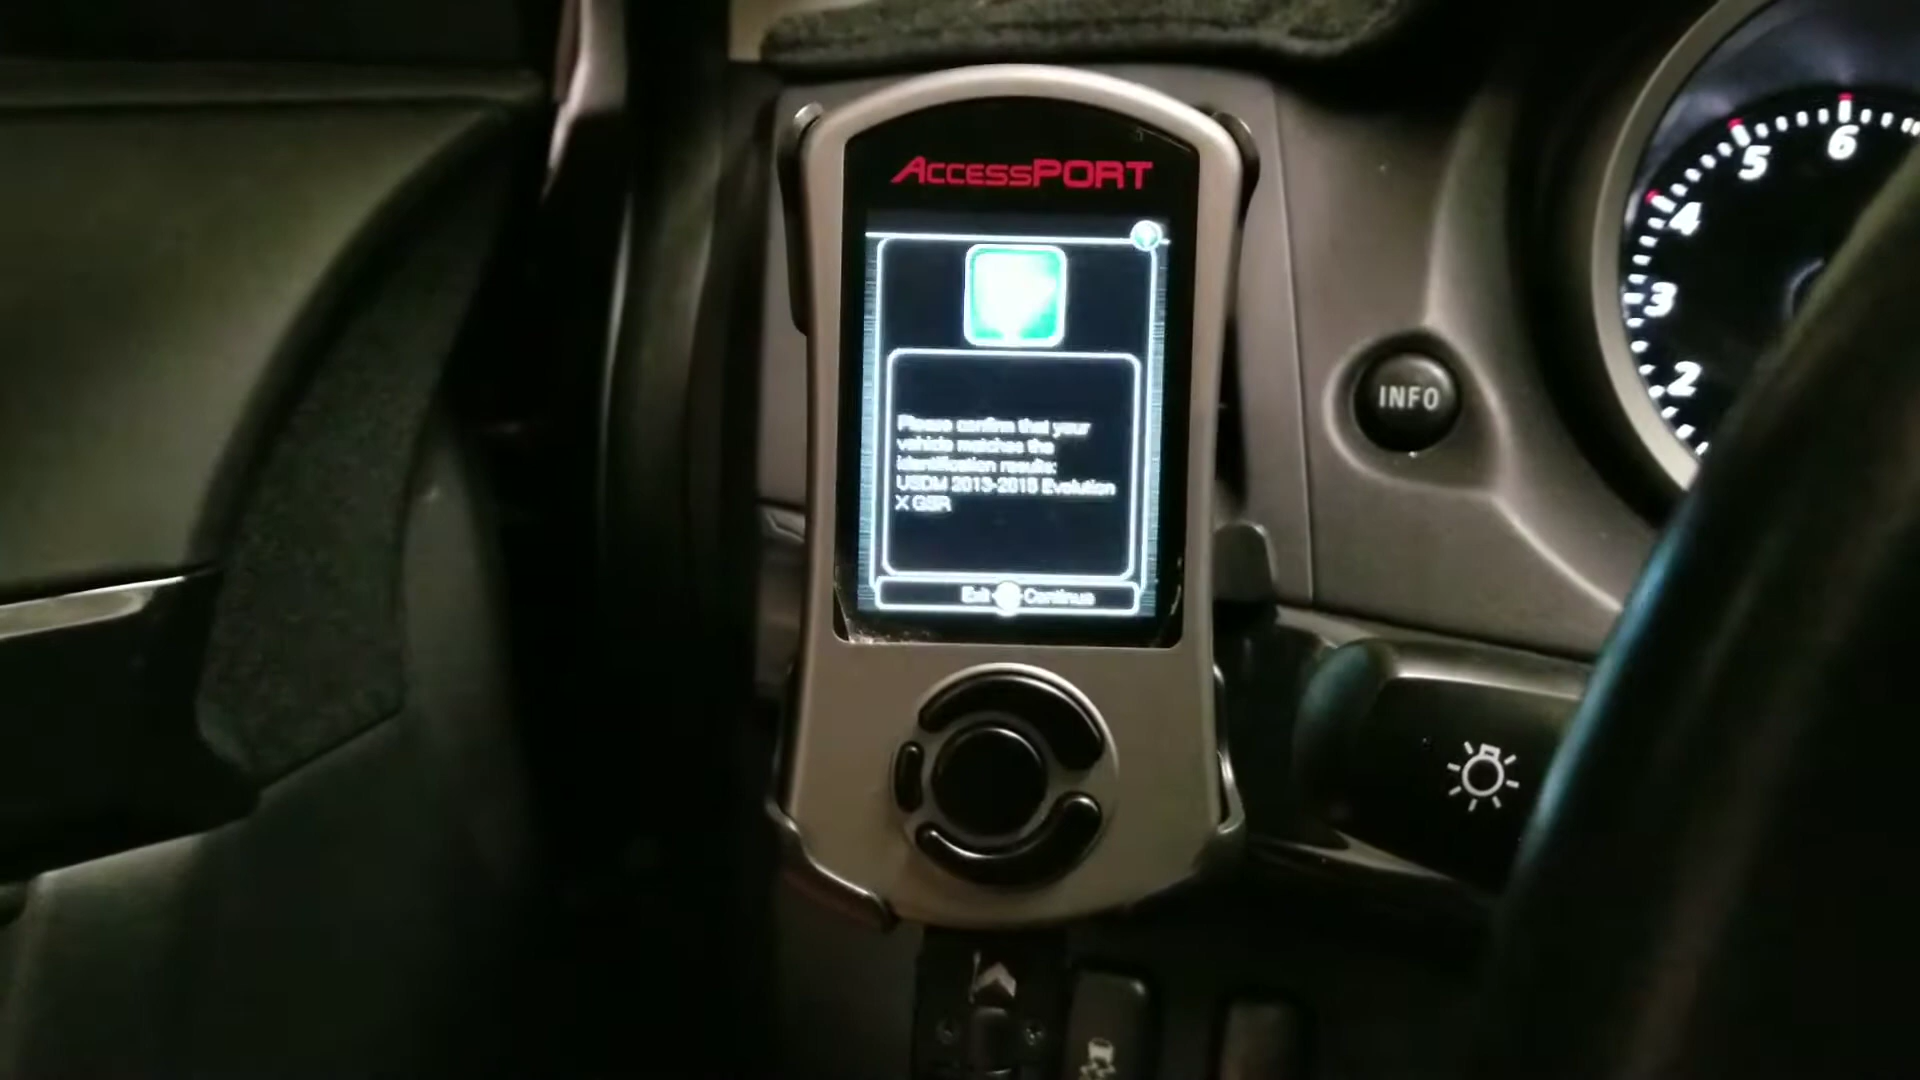 ACCESSPORT
Please confirm that your
vehicle matches the
identification results:
USDM 2013-2015 Evolution
X GSR
Exit Continue
INFO
6
5
4
3
2